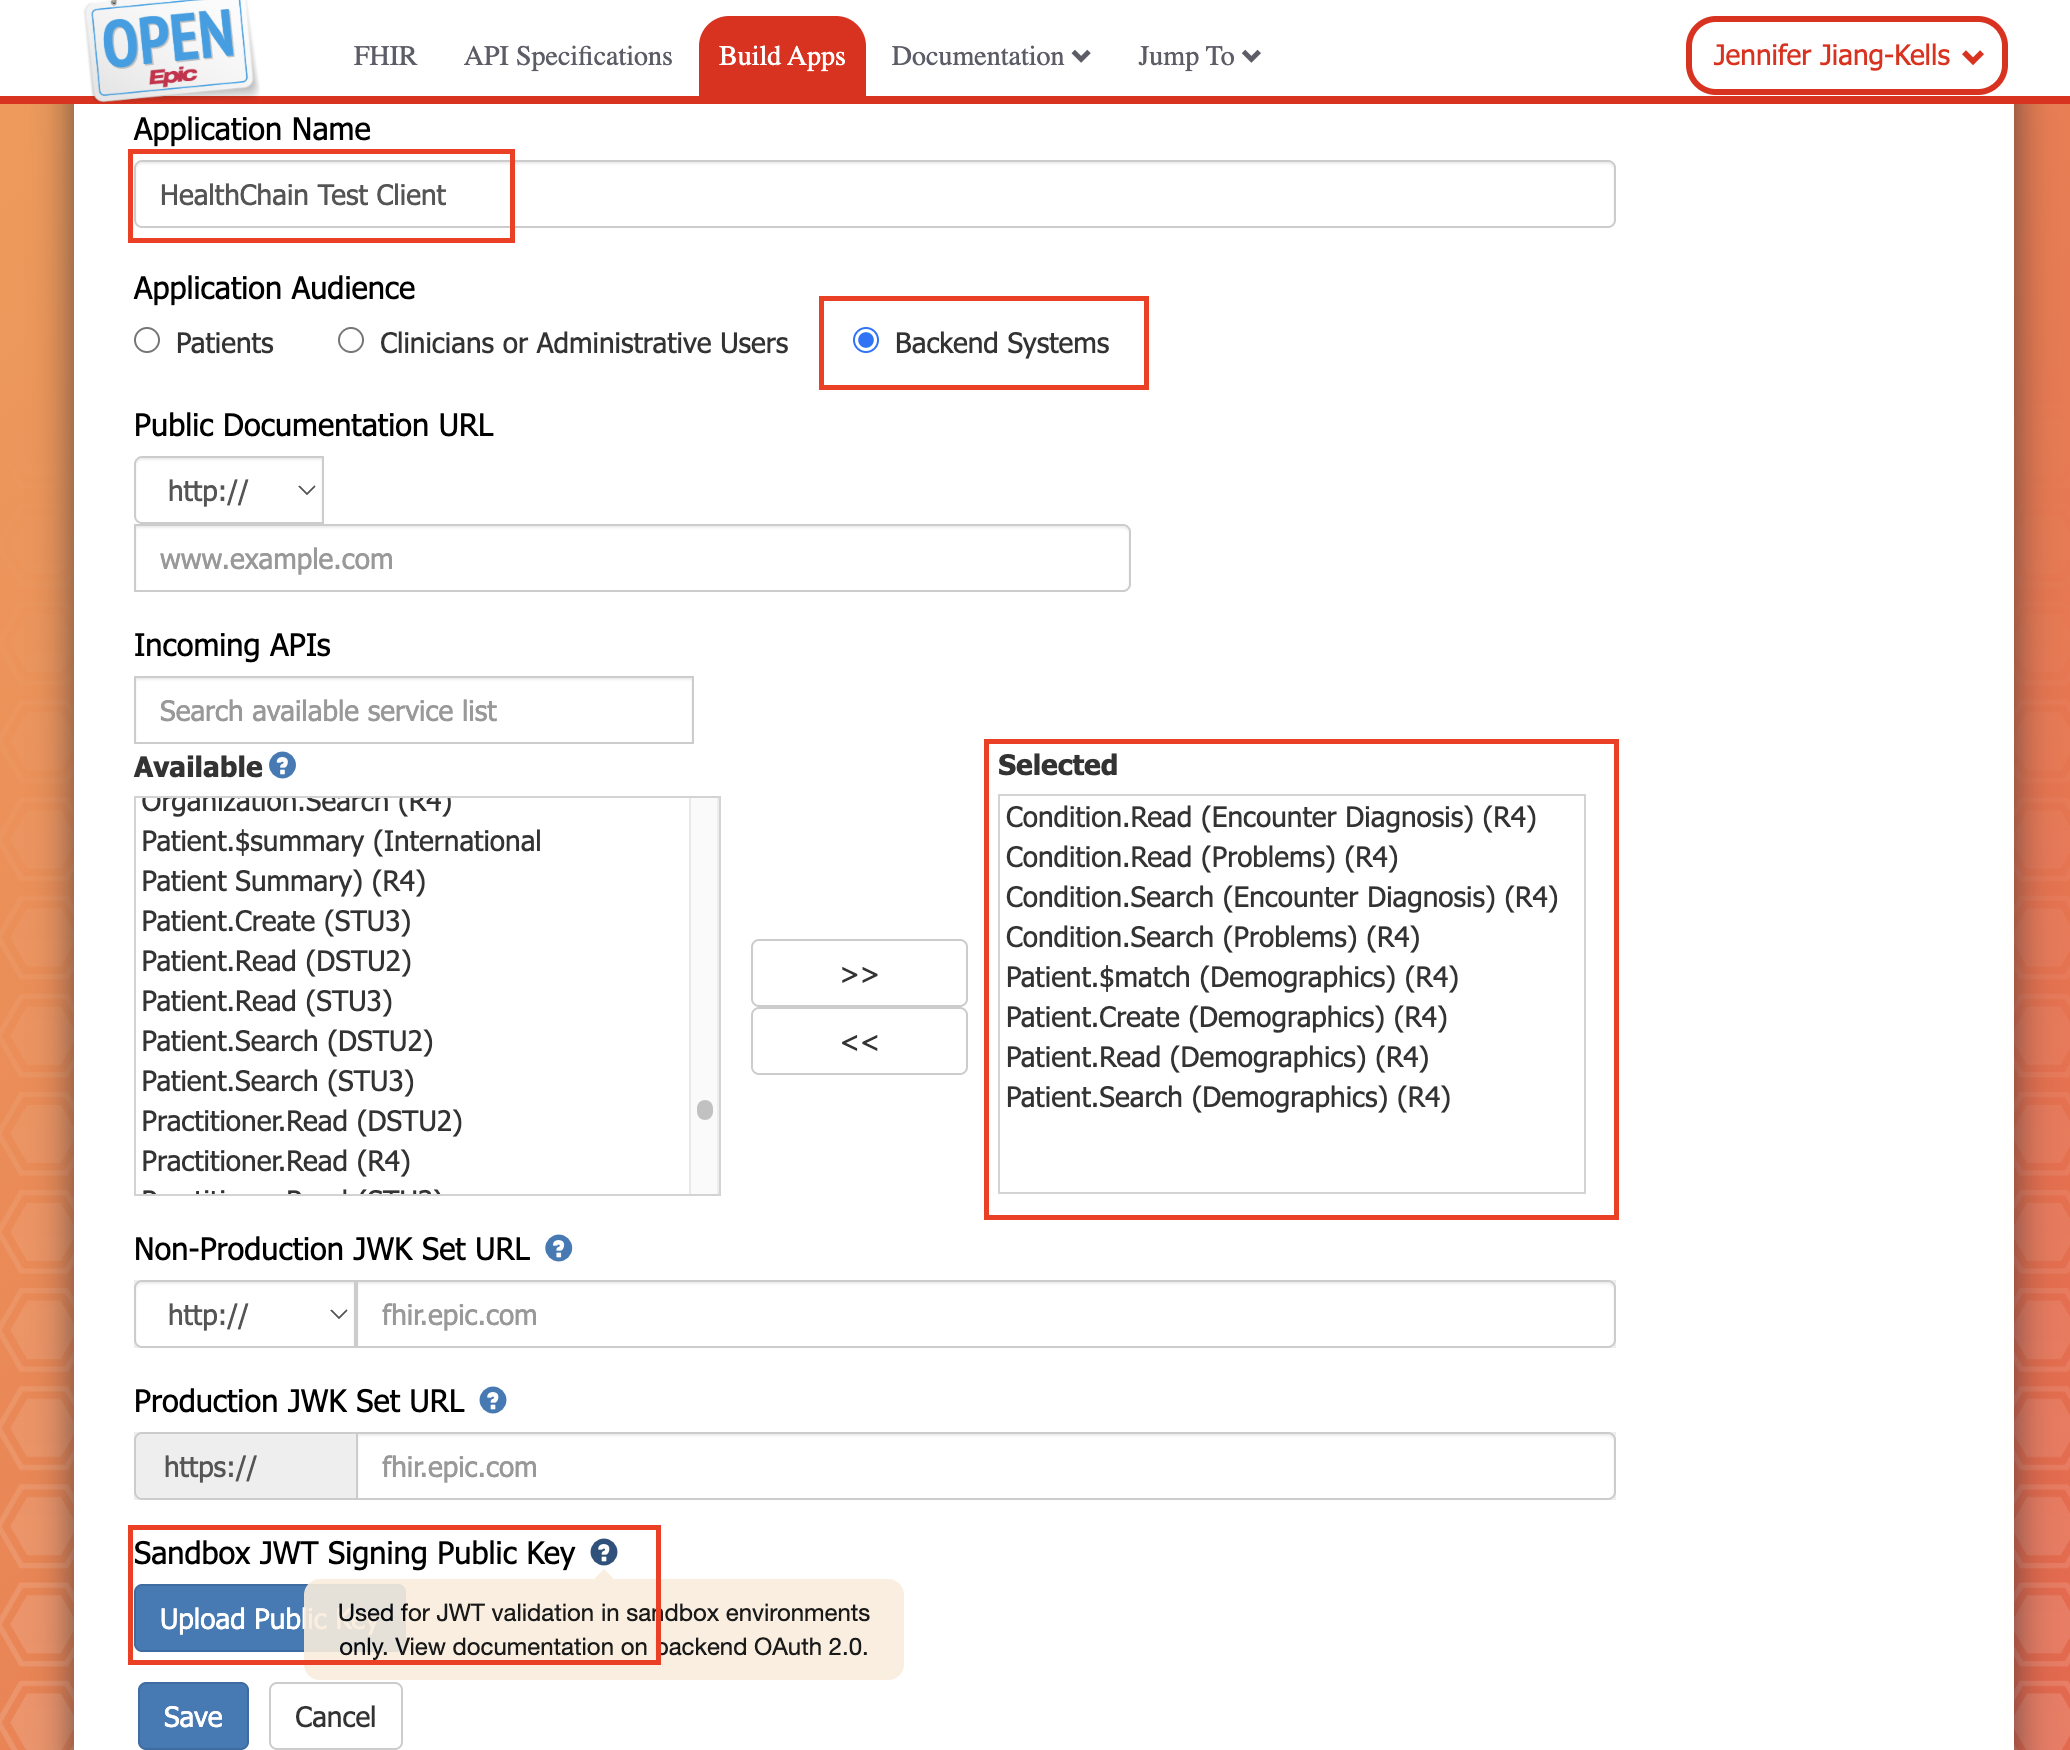 OPEN
Epic
FHIR API Specifications Build Apps Documentation Jump To Jennifer Jiang-Kells
Application Name
HealthChain Test Client
Application Audience
Patients Clinicians or Administrative Users Backend Systems
Public Documentation URL
http://
www.example.com
Incoming APIs
Search available service list
Available ?
Organization.Search (R4)
Patient.$summary (International
Patient Summary) (R4)
Patient.Create (STU3)
Patient.Read (DSTU2)
Patient.Read (STU3)
Patient.Search (DSTU2)
Patient.Search (STU3)
Practitioner.Read (DSTU2)
Practitioner.Read (R4)
Practitioner.Read (STU3)
>>
<<
Selected
Condition.Read (Encounter Diagnosis) (R4)
Condition.Read (Problems) (R4)
Condition.Search (Encounter Diagnosis) (R4)
Condition.Search (Problems) (R4)
Patient.$match (Demographics) (R4)
Patient.Create (Demographics) (R4)
Patient.Read (Demographics) (R4)
Patient.Search (Demographics) (R4)
Non-Production JWK Set URL ?
http:// fhir.epic.com
Production JWK Set URL ?
https:// fhir.epic.com
Sandbox JWT Signing Public Key ?
Upload Public Key
Used for JWT validation in sandbox environments
only. View documentation on backend OAuth 2.0.
Save Cancel